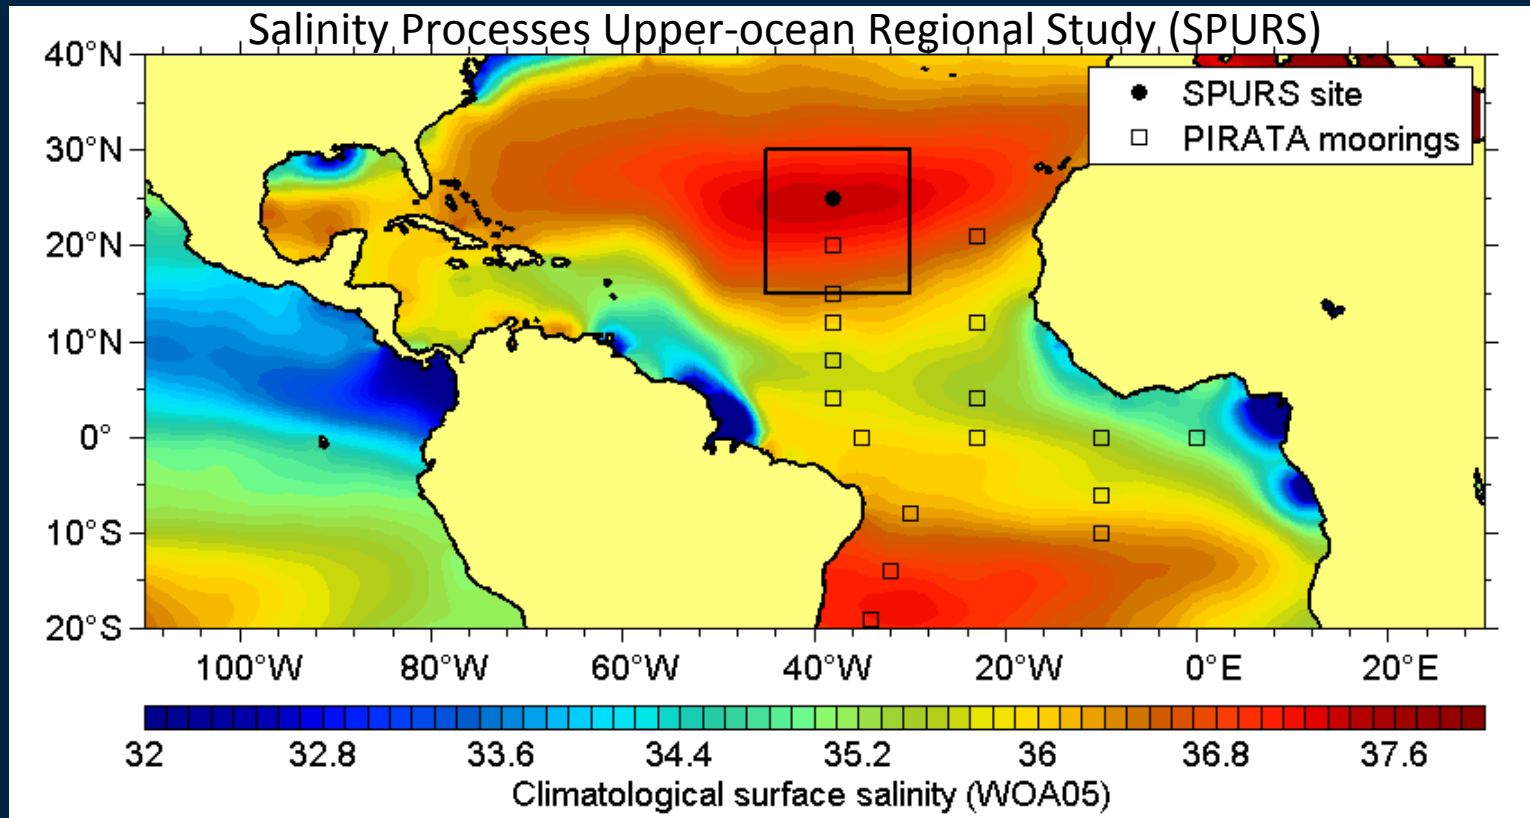 Salinity Processes Upper-ocean Regional Study (SPURS)
40°N
SPURS site
PIRATA moorings
30°N
20°N
10°N
0°
10°S
20°S
100°W 80°W 60°W 40°W 20°W 0°E 20°E
32 32.8 33.6 34.4 35.2 36 36.8 37.6
Climatological surface salinity (WOA05)